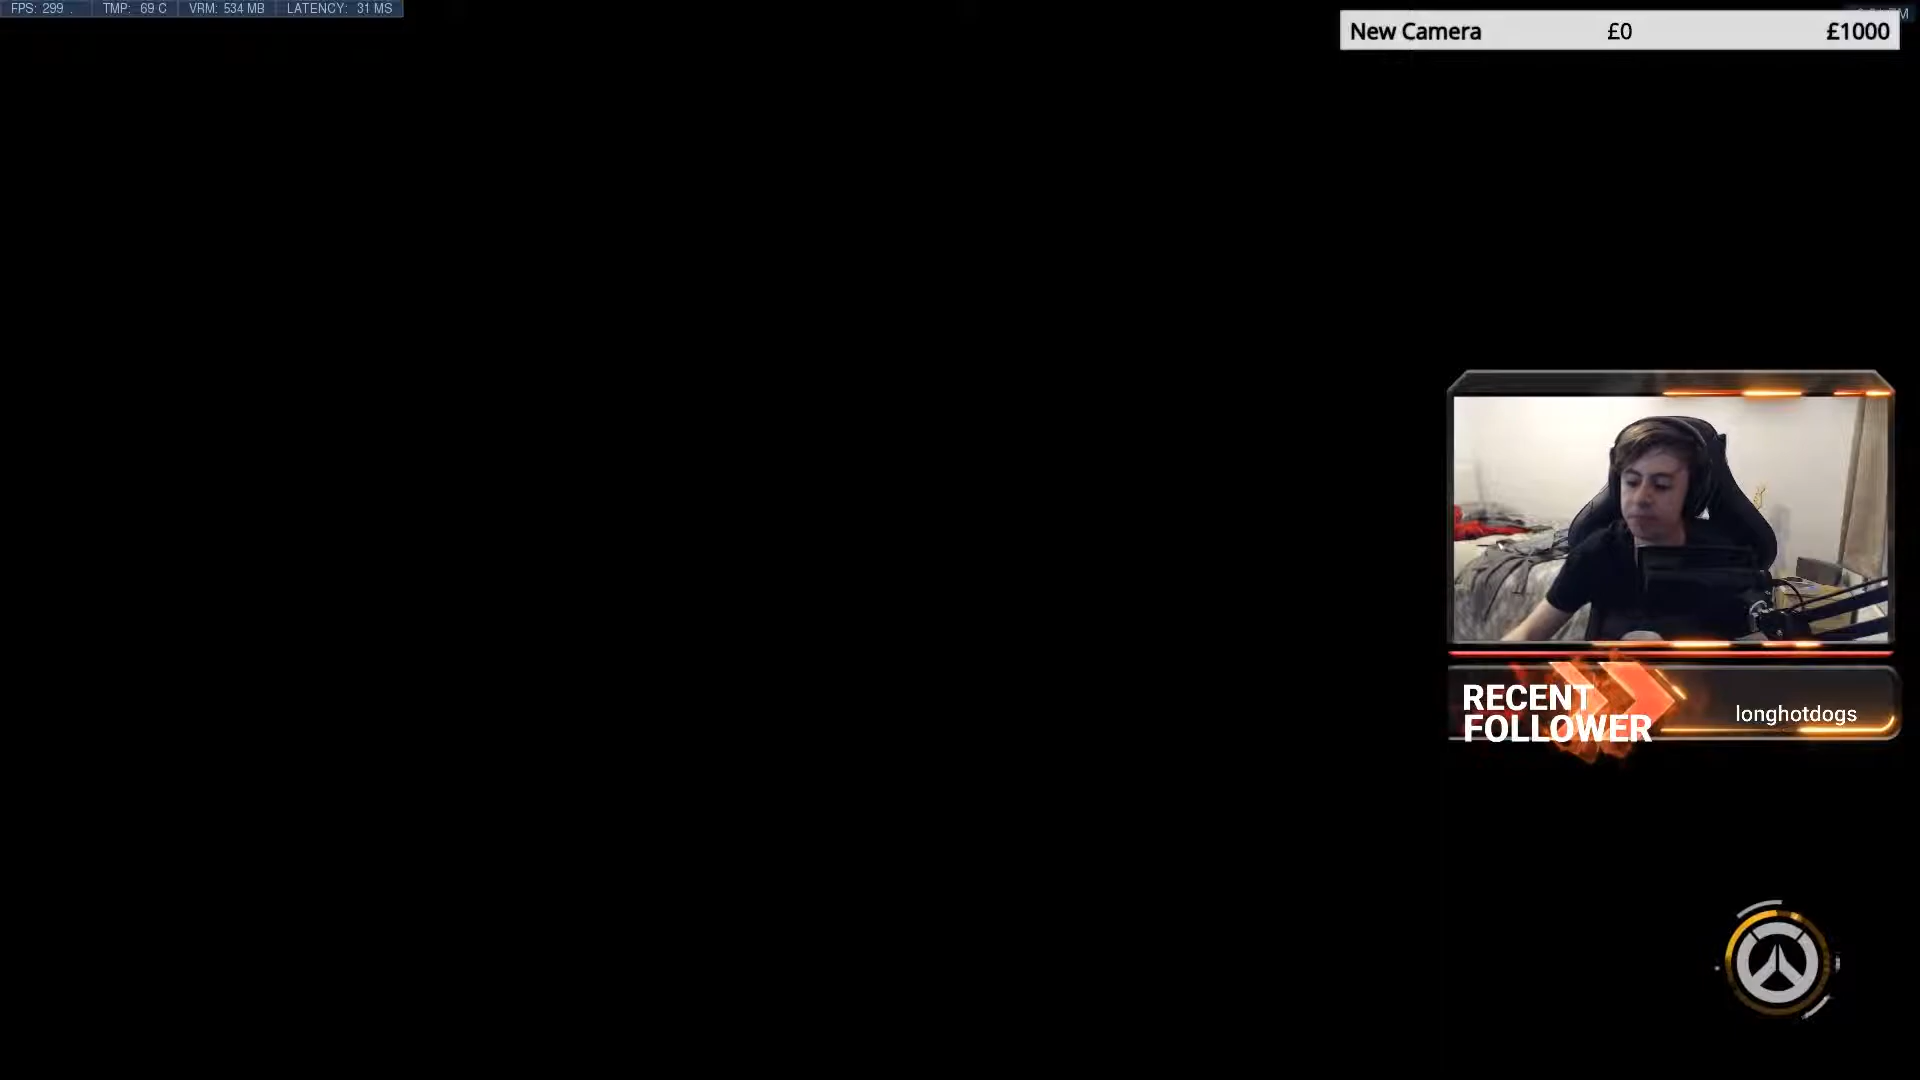 FPS: 299 TMP: 69 C VRM: 534 MB LATENCY: 31 MS
New Camera £0 £1000
RECENT
FOLLOWER
longhotdogs